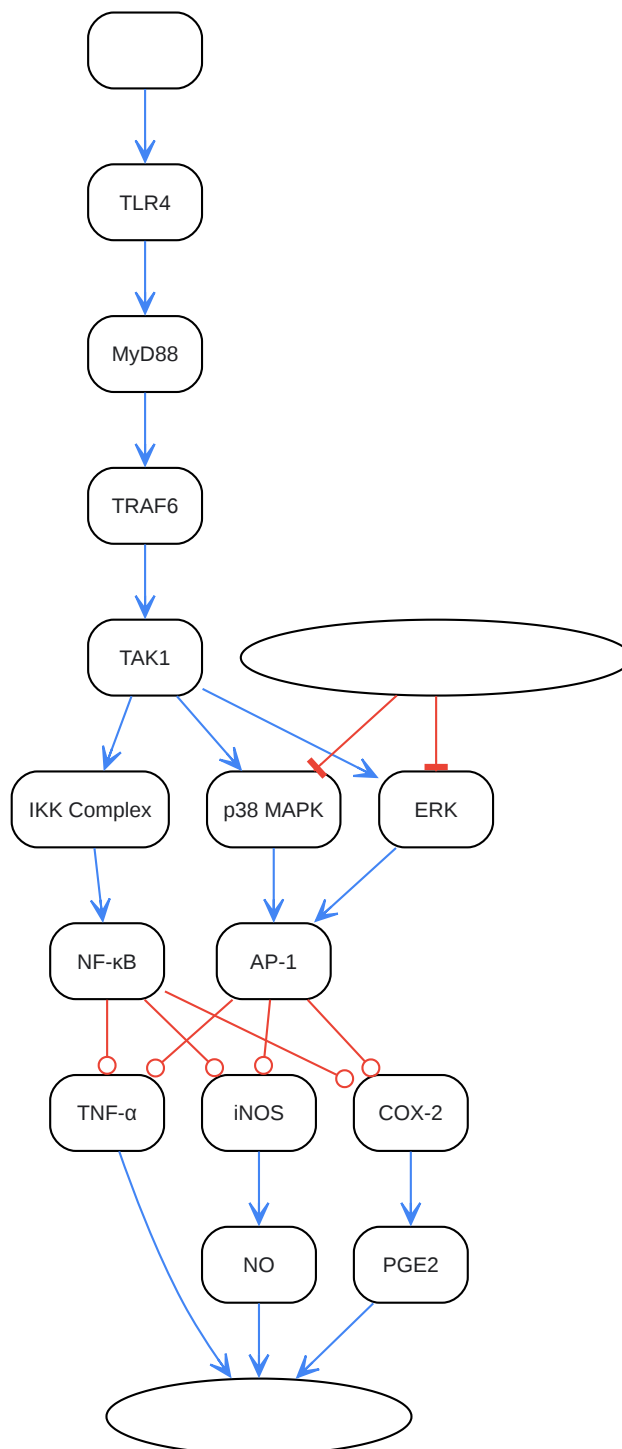 TLR4
MyD88
TRAF6
TAK1
IKK Complex
p38 MAPK
ERK
NF-κB
AP-1
TNF-α
iNOS
COX-2
NO
PGE2